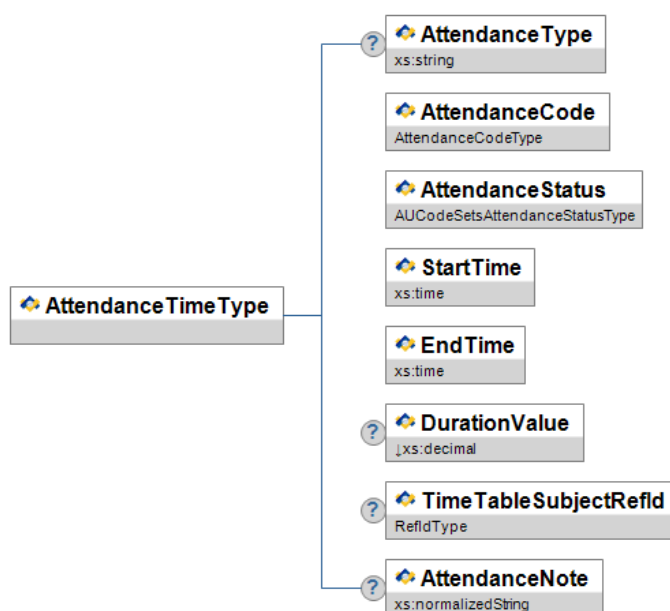 ?
AttendanceType
xs:string
AttendanceCode
AttendanceCodeType
AttendanceStatus
AUCodeSetsAttendanceStatusType
StartTime
xs:time
AttendanceTimeType
EndTime
xs:time
?
DurationValue
↓xs:decimal
?
TimeTableSubjectRefId
RefIdType
?
AttendanceNote
xs:normalizedString